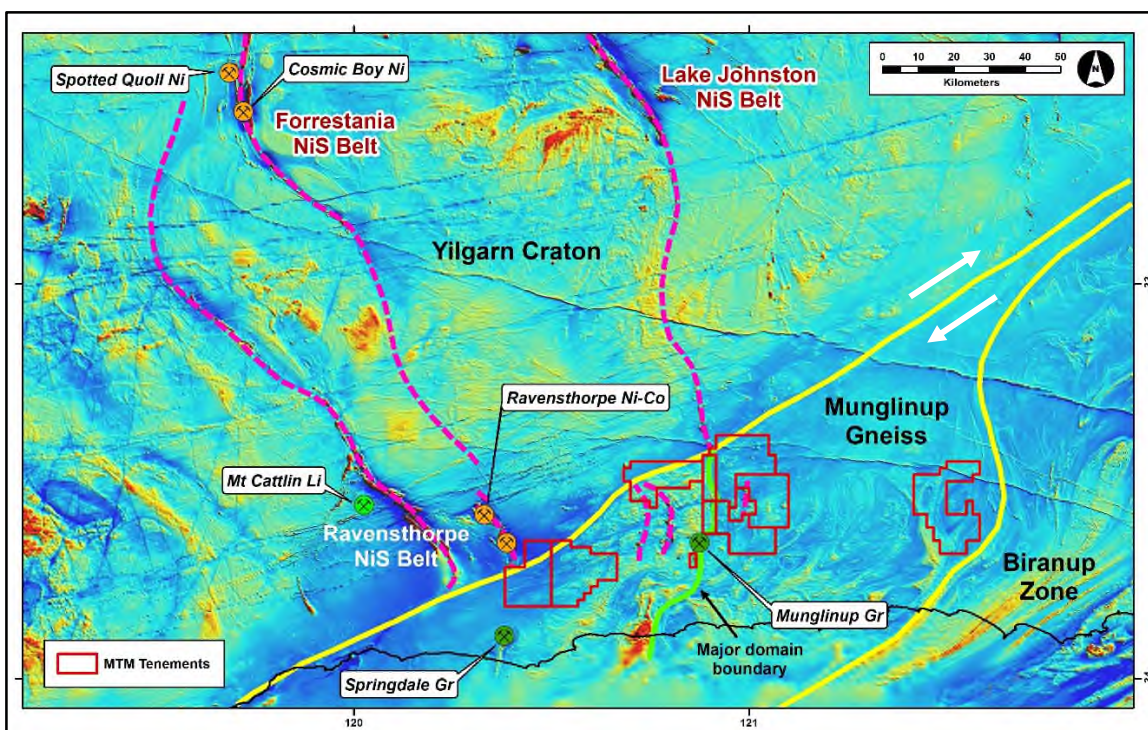 Spotted Quoll Ni
Cosmic Boy Ni
Forrestania
NiS Belt
Lake Johnston
NiS Belt
0 10 20 30 40 50
Kilometers
N
Yilgarn Craton
Ravensthorpe Ni-Co
Munglinup
Gneiss
Mt Cattlin Li
Ravensthorpe
NiS Belt
Biranup
Zone
Munglinup Gr
Major domain
boundary
Springdale Gr
MTM Tenements
120
121